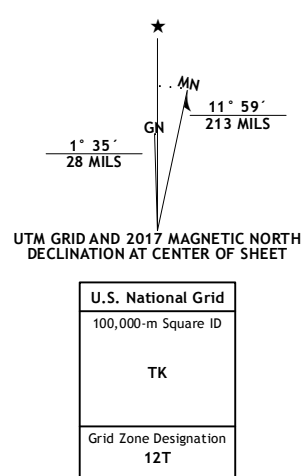 ★
MN
GN
11° 59´
213 MILS
1° 35´
28 MILS
UTM GRID AND 2017 MAGNETIC NORTH
DECLINATION AT CENTER OF SHEET
U.S. National Grid
100,000-m Square ID
TK
Grid Zone Designation
12T